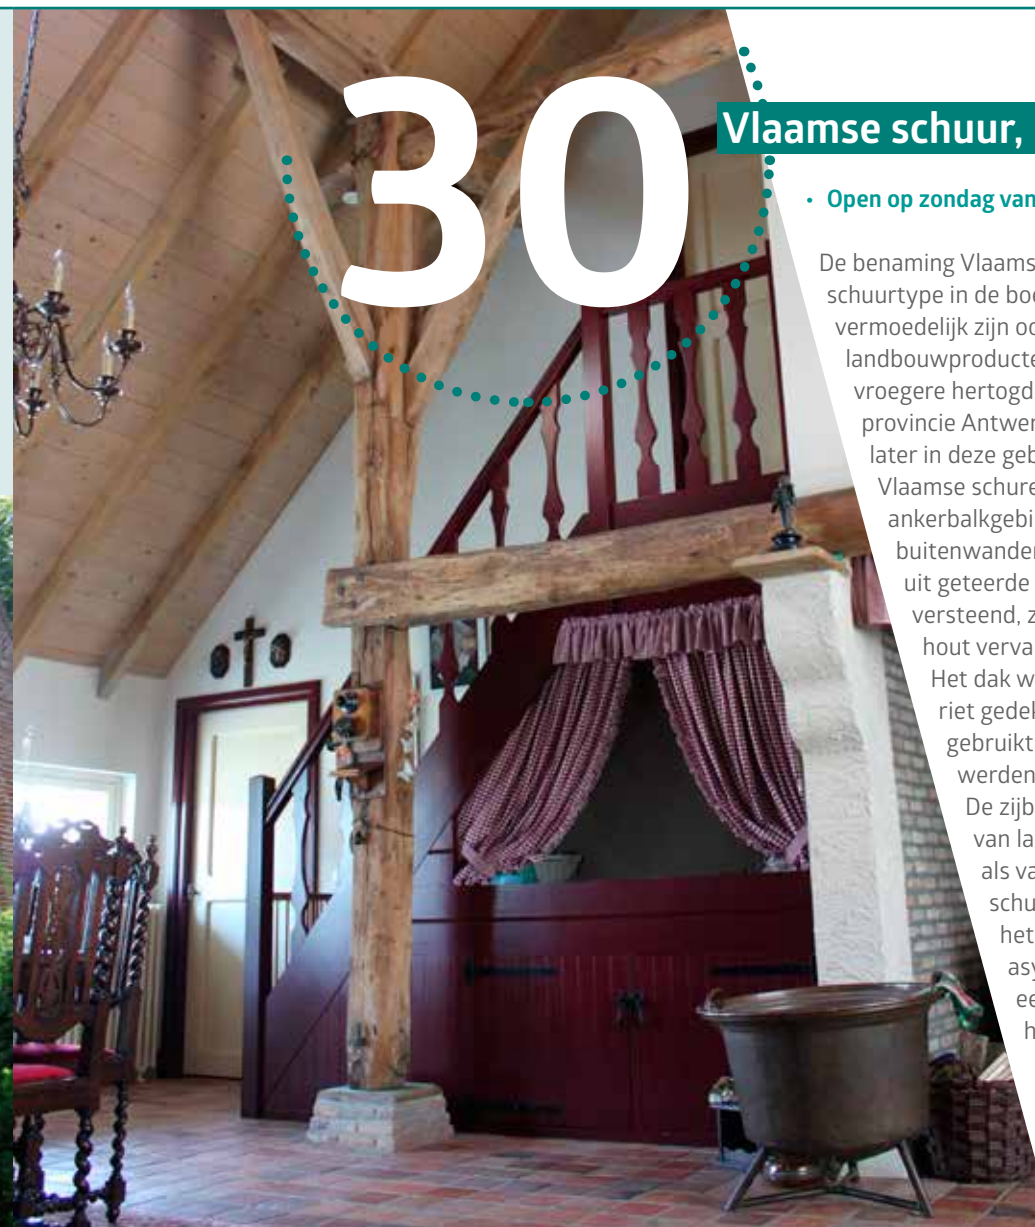 30
Vlaamse schuur,
• Open op zondag van
De benaming Vlaams
schuurtype in de boe
vermoedelijk zijn oo
landbouwproducte
vroegere hertogd
provincie Antwer
later in deze geb
Vlaamse schure
ankerbalkgebi
buitenwander
uit geteerde
versteend, z
hout verva
Het dak w
riet gedek
gebruikt
werden
De zijb
van la
als va
schu
het
asy
ee
h